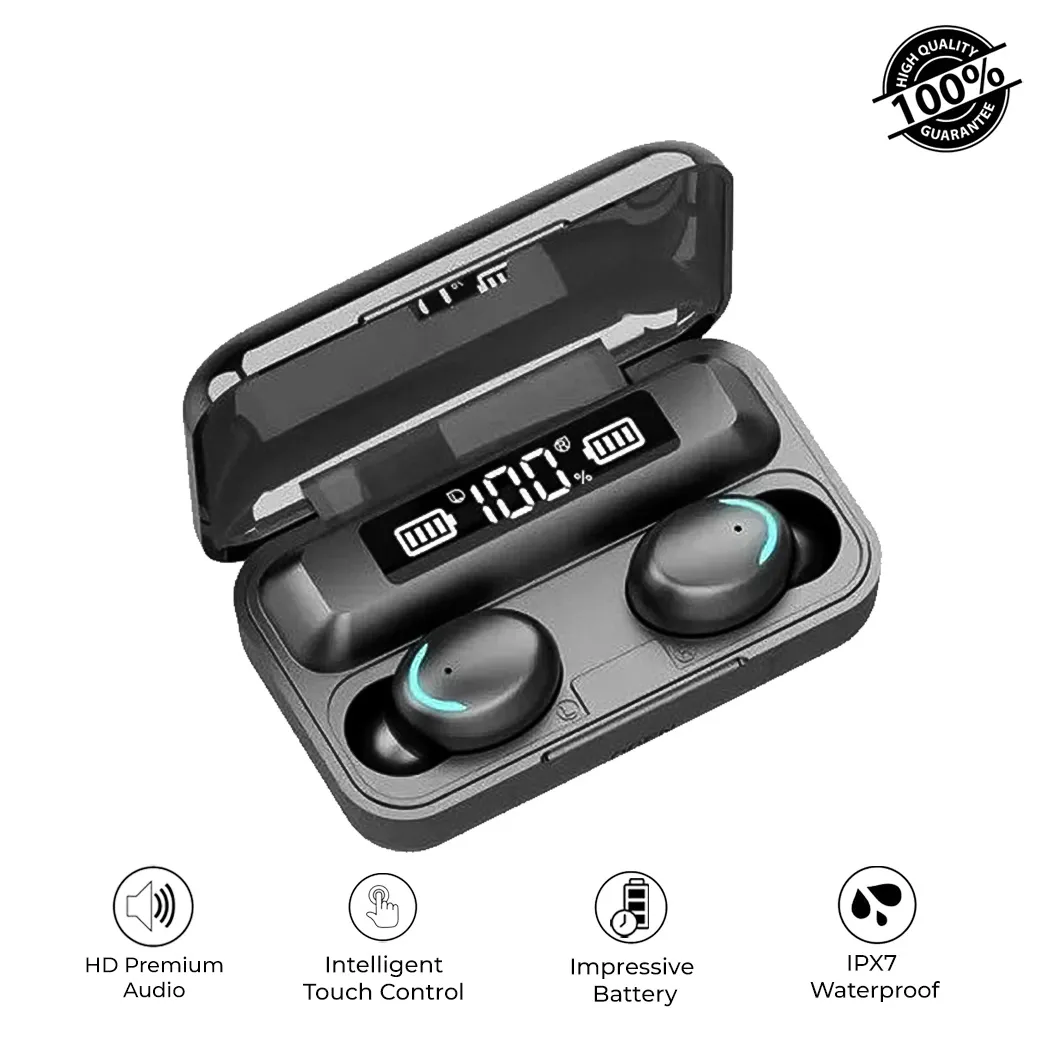 HIGH QUALITY
100%
GUARANTEE
L 100% R
L
HD Premium
Audio
Intelligent
Touch Control
Impressive
Battery
IPX7
Waterproof